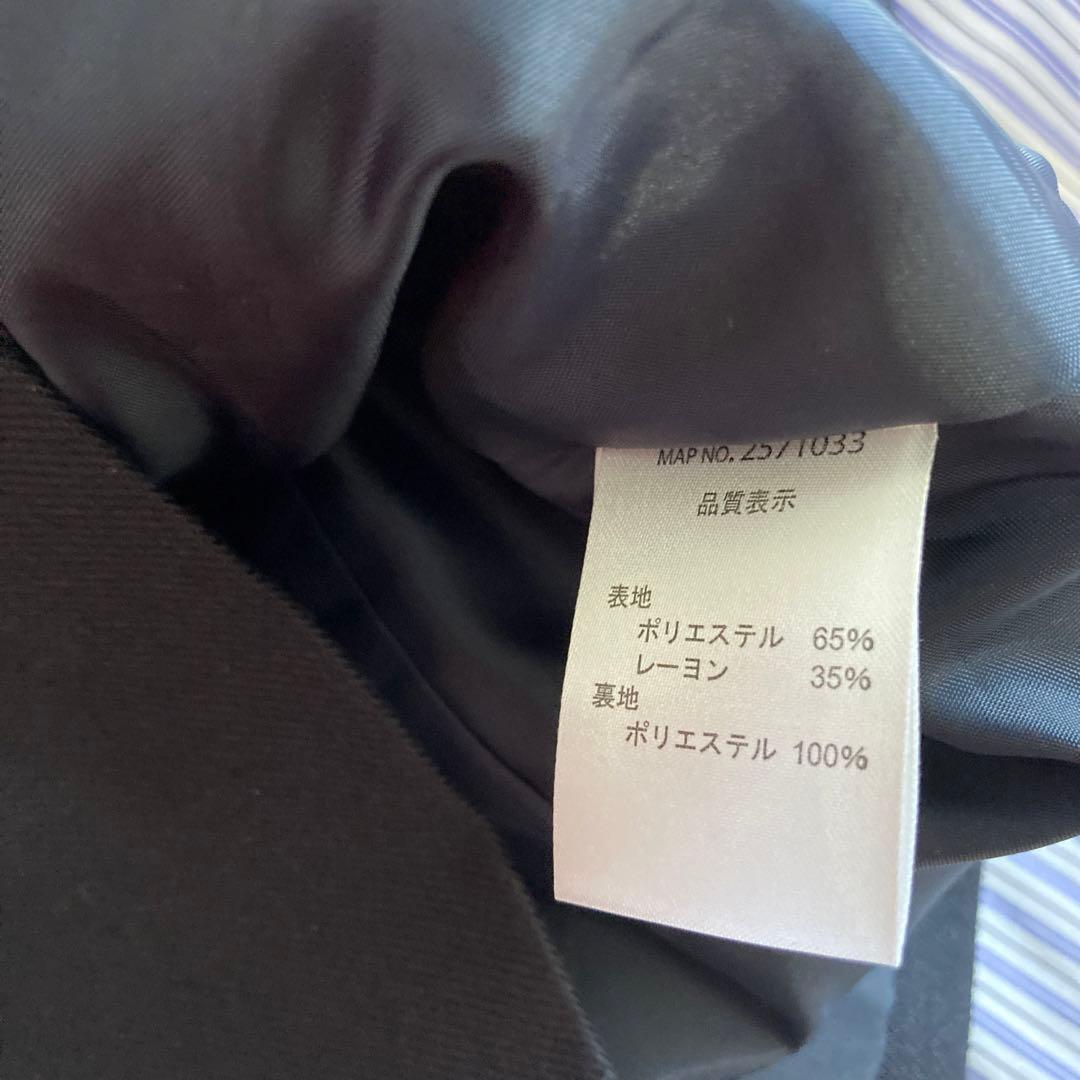 MAP NO. 2571033
品質表示
表地
ポリエステル 65%
レーヨン 35%
裏地
ポリエステル 100%